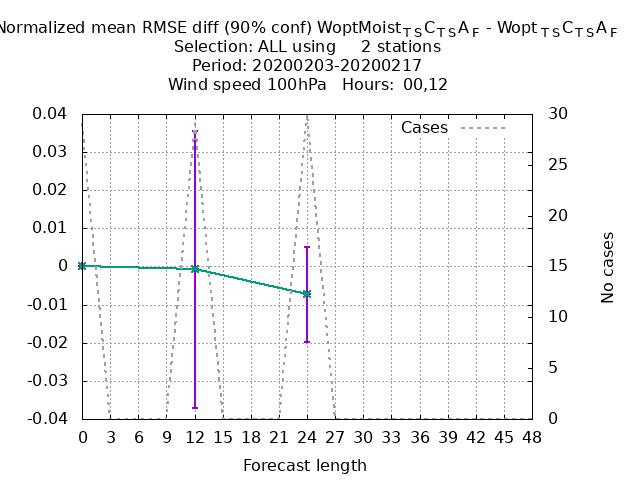 Normalized mean RMSE diff (90% conf) WoptMoist_TSC_TSA_F - Wopt_TSC_TSA_F
Selection: ALL using 2 stations
Period: 20200203-20200217
Wind speed 100hPa Hours: 00,12
Cases
0.04
0.03
0.02
0.01
0
-0.01
-0.02
-0.03
-0.04
30
25
20
15
10
5
0
No cases
0 3 6 9 12 15 18 21 24 27 30 33 36 39 42 45 48
Forecast length